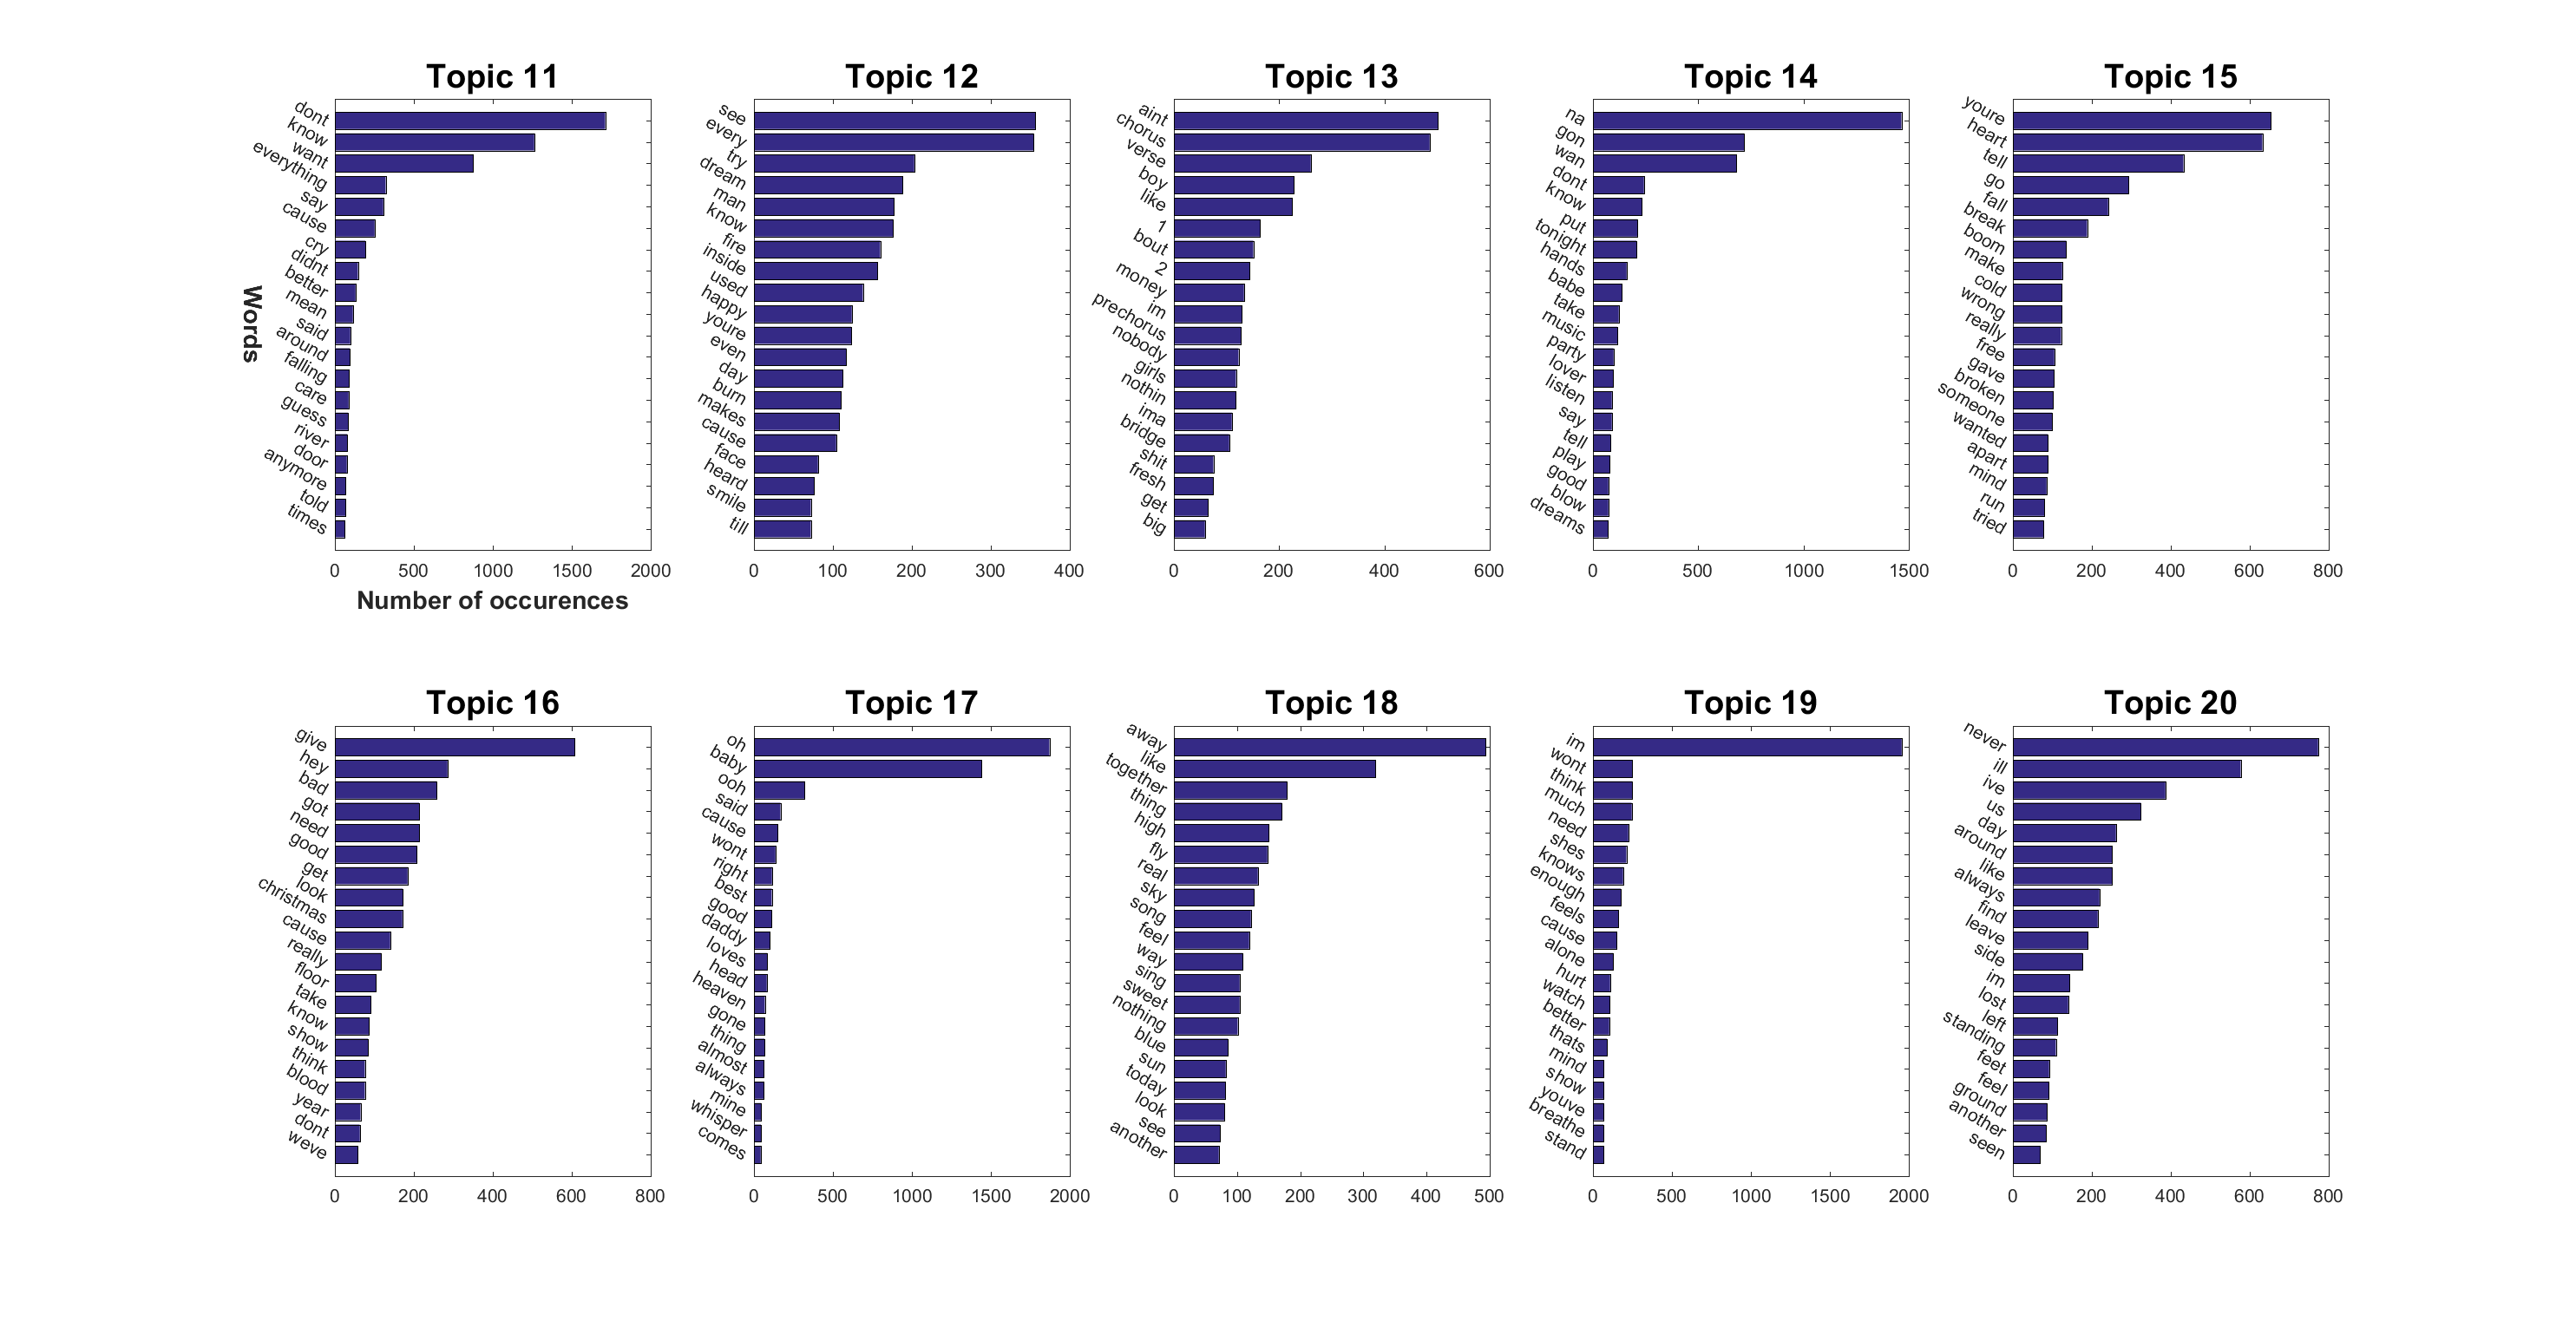 Topic 11
dont
know
want
everything
say
cause
cry
didnt
better
mean
said
around
falling
care
guess
river
door
anymore
told
times
0 500 1000 1500 2000
Words
Number of occurences
Topic 12
see
every
try
dream
man
know
fire
inside
used
happy
youre
even
day
burn
makes
cause
face
heard
smile
till
0 100 200 300 400
Topic 13
aint
chorus
verse
boy
like
1
bout
2
money
im
prechorus
nobody
girls
nothin
ima
bridge
shit
fresh
get
big
0 200 400 600
Topic 14
na
gon
wan
dont
know
put
tonight
hands
babe
take
music
party
lover
listen
say
tell
play
good
blow
dreams
0 500 1000 1500
Topic 15
youre
heart
tell
go
fall
break
boom
make
cold
wrong
really
free
gave
broken
someone
wanted
apart
mind
run
tried
0 200 400 600 800
Topic 16
give
hey
bad
got
need
good
get
look
christmas
cause
really
floor
take
know
show
think
blood
year
dont
weve
0 200 400 600 800
Topic 17
oh
baby
ooh
said
cause
wont
right
best
good
daddy
loves
head
heaven
gone
thing
almost
always
mine
whisper
comes
0 500 1000 1500 2000
Topic 18
away
like
together
thing
high
fly
real
sky
song
feel
way
sing
sweet
nothing
blue
sun
today
look
see
another
0 100 200 300 400 500
Topic 19
im
wont
think
much
need
shes
knows
enough
feels
cause
alone
hurt
watch
better
thats
mind
show
youve
breathe
stand
0 500 1000 1500 2000
Topic 20
never
ill
ive
us
day
around
like
always
find
leave
side
im
lost
left
standing
feet
feel
ground
another
seen
0 200 400 600 800